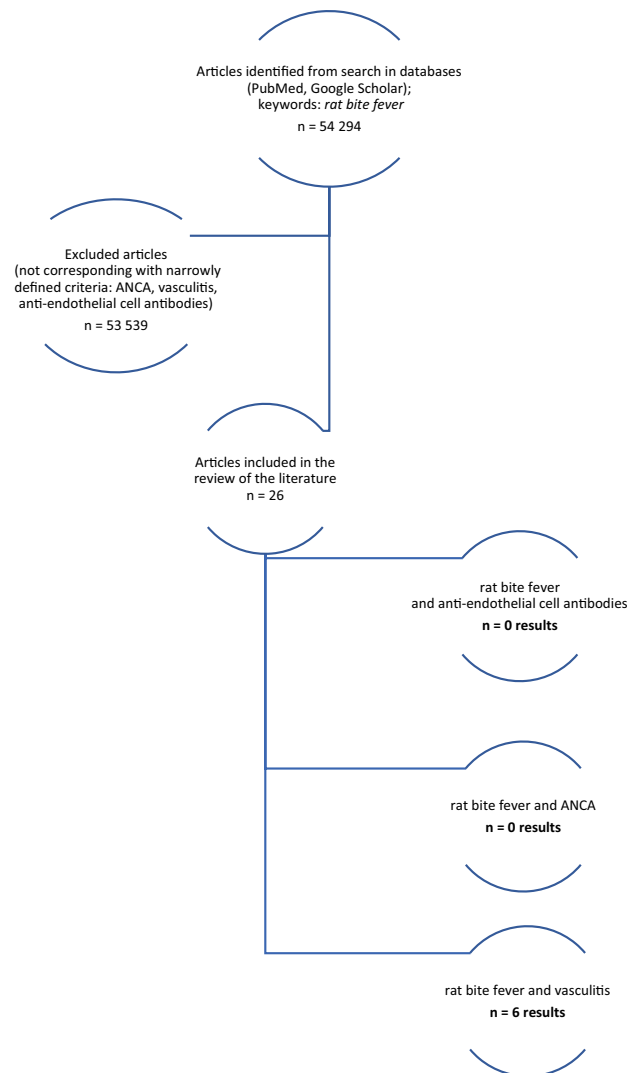 Articles identified from search in databases
(PubMed, Google Scholar);
keywords: rat bite fever
n = 54 294
Excluded articles
(not corresponding with narrowly
defined criteria: ANCA, vasculitis,
anti-endothelial cell antibodies)
n = 53 539
Articles included in the
review of the literature
n = 26
rat bite fever
and anti-endothelial cell antibodies
n = 0 results
rat bite fever and ANCA
n = 0 results
rat bite fever and vasculitis
n = 6 results